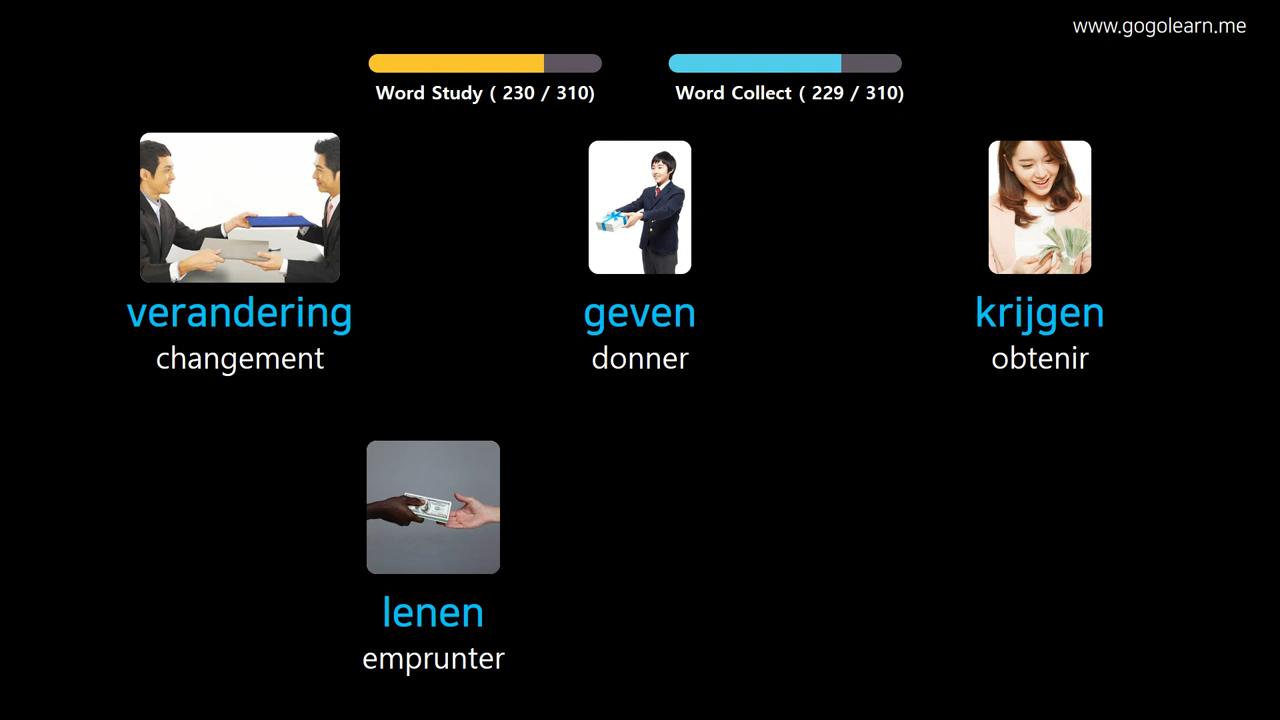 www.gogolearn.me
Word Study ( 230 / 310)
Word Collect ( 229 / 310)
verandering
changement
geven
donner
krijgen
obtenir
lenen
emprunter